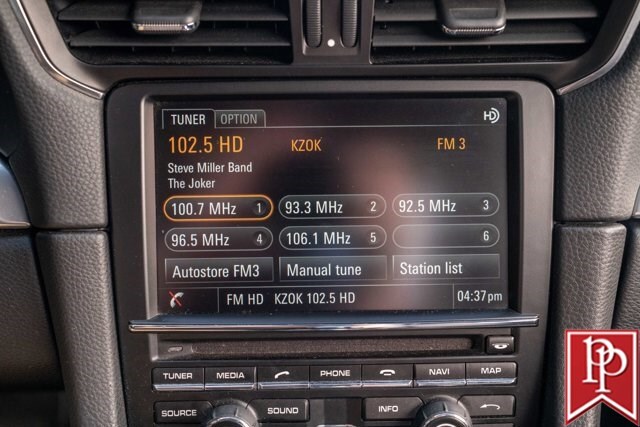 TUNER OPTION HD
102.5 HD KZOK FM 3
Steve Miller Band
The Joker
100.7 MHz 1 93.3 MHz 2 92.5 MHz 3
96.5 MHz 4 106.1 MHz 5 6
Autostore FM3 Manual tune Station list
FM HD KZOK 102.5 HD 04:37pm
TUNER MEDIA PHONE NAVI MAP
SOURCE SOUND INFO
PP